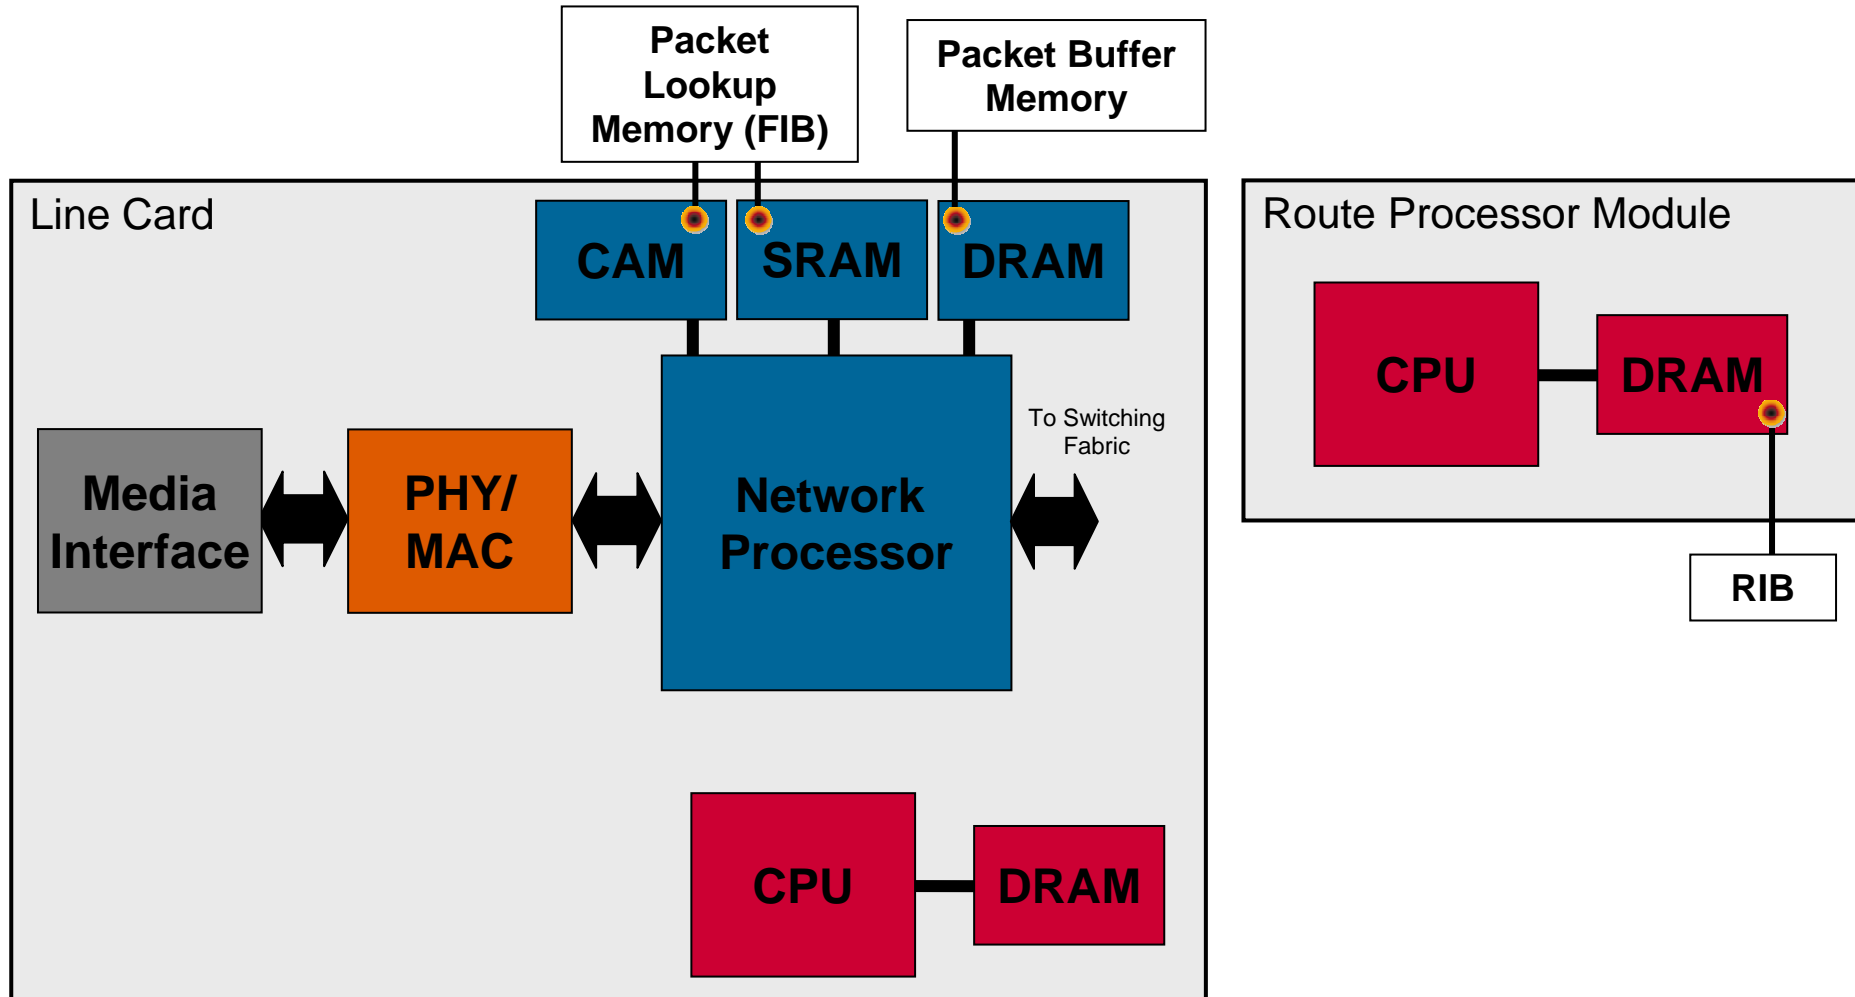 Packet
Lookup
Memory (FIB)
Packet Buffer
Memory
Line Card
CAM
SRAM
DRAM
Media
Interface
PHY/
MAC
Network
Processor
To Switching
Fabric
CPU
DRAM
Route Processor Module
CPU
DRAM
RIB